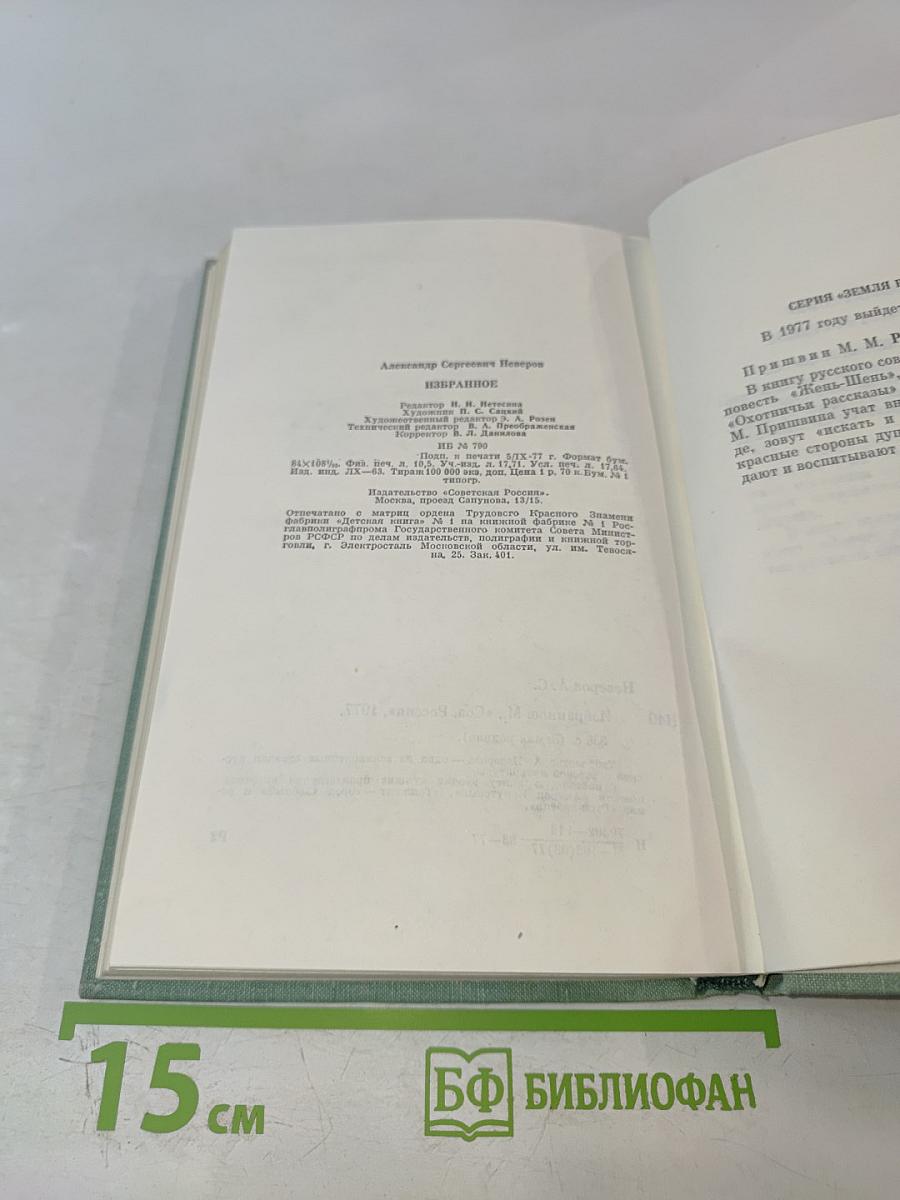 Александр Сергеевич Неверов
ИЗБРАННОЕ
Редактор Н. Н. Нетесина
Художник П. С. Сацкий
Художественный редактор Э. А. Розен
Технический редактор В. А. Преображенская
Корректор В. Л. Данилова
ИБ № 790
Подп. к печати 5/IX-77 г. Формат бум.
84×108¹/₃₂. Физ. печ. л. 10,5. Уч.-изд. л. 17,71. Усл. печ. л. 17,64.
Изд. инд. ЛХ—63. Тираж 100 000 экз. доп. Цена 1 р. 70 к. Бум. № 1
типогр.
Издательство «Советская Россия».
Москва, проезд Сапунова, 13/15.
Отпечатано с матриц ордена Трудового Красного Знамени
фабрики «Детская книга» № 1 на книжной фабрике № 1 Рос-
главполиграфпрома Государственного комитета Совета Минист-
ров РСФСР по делам издательств, полиграфии и книжной тор-
говли, г. Электросталь Московской области, ул. им. Тевося-
на, 25. Зак. 401.
СЕРИЯ «ЗЕМЛЯ
В 1977 году выйдет
Пришвин М. М.
В книгу русского сов
повесть «Жень-Шень»,
«Охотничьи рассказы»
М. Пришвина учат вн
де, зовут «искать и
красные стороны душ
дают и воспитывают
15 см
БФ БИБЛИОФАН